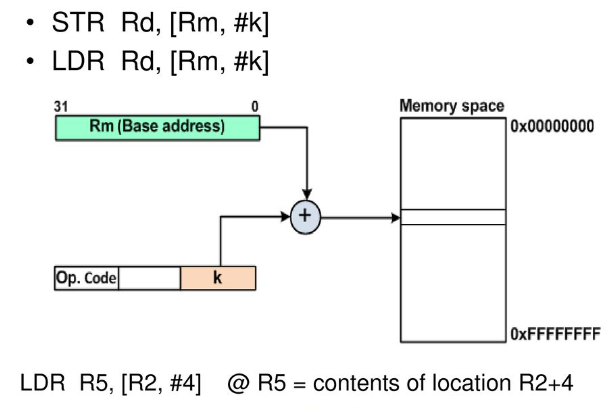 • STR Rd, [Rm, #k]
• LDR Rd, [Rm, #k]
31 0
Rm (Base address)
Memory space
0x00000000
+
Op. Code k
0xFFFFFFFF
LDR R5, [R2, #4] @ R5 = contents of location R2+4